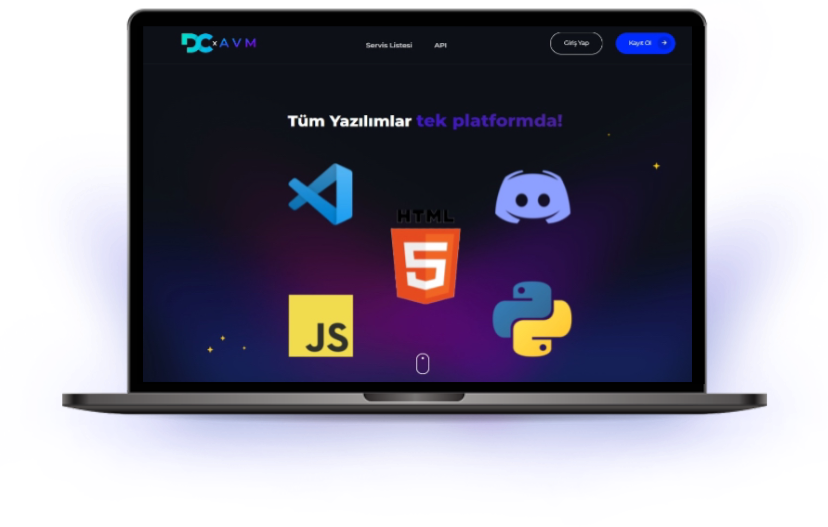 DC x AVM
Servis Listesi
API
Giriş Yap
Kayıt Ol
Tüm Yazılımlar tek platformda!
HTML
5
JS